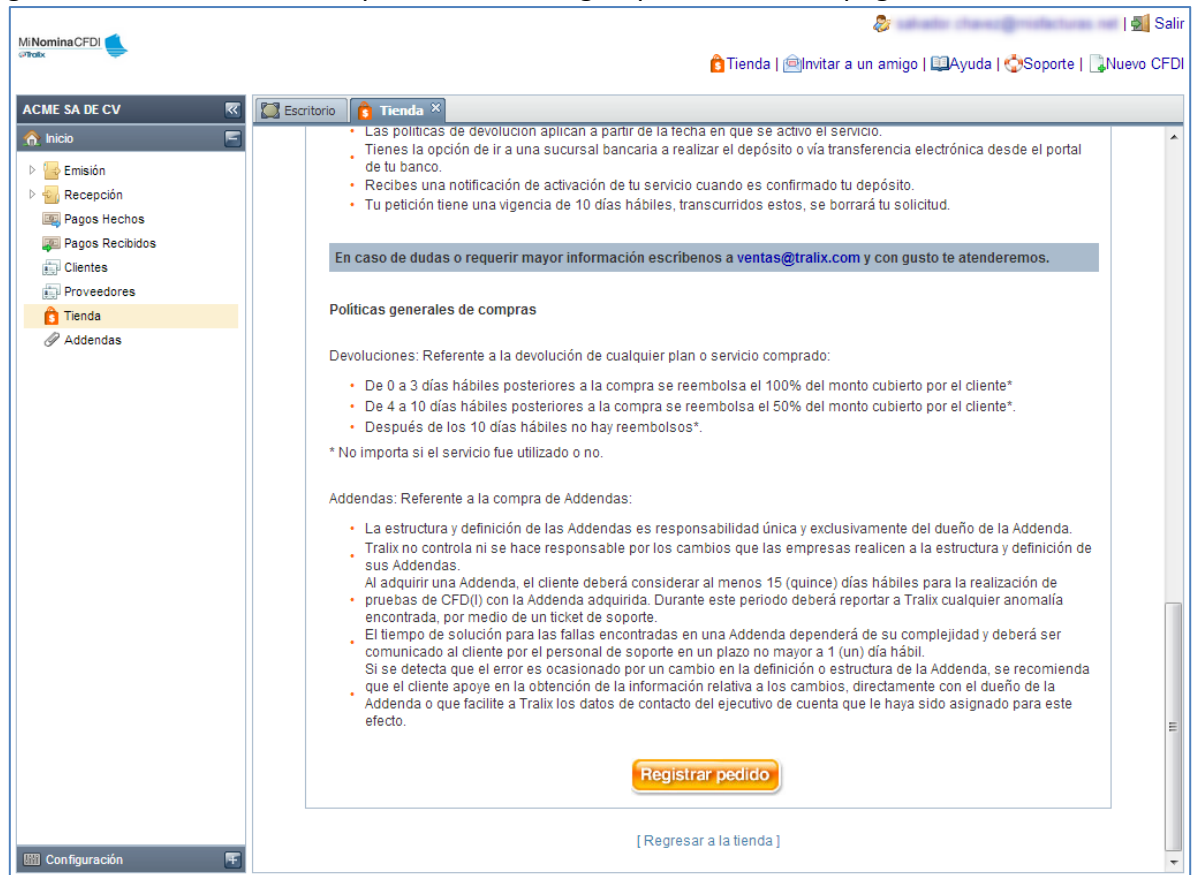 MiNominaCFDI
Tralix
| Salir
Tienda | Invitar a un amigo | Ayuda | Soporte | Nuevo CFDI
ACME SA DE CV
Inicio
Emisión
Recepción
Pagos Hechos
Pagos Recibidos
Clientes
Proveedores
Tienda
Addendas
Configuración
Escritorio
Tienda
• Las políticas de devolución aplican a partir de la fecha en que se activo el servicio.
• Tienes la opción de ir a una sucursal bancaria a realizar el depósito o vía transferencia electrónica desde el portal
de tu banco.
• Recibes una notificación de activación de tu servicio cuando es confirmado tu depósito.
• Tu petición tiene una vigencia de 10 días hábiles, transcurridos estos, se borrará tu solicitud.
En caso de dudas o requerir mayor información escríbenos a ventas@tralix.com y con gusto te atenderemos.
Políticas generales de compras
Devoluciones: Referente a la devolución de cualquier plan o servicio comprado:
• De 0 a 3 días hábiles posteriores a la compra se reembolsa el 100% del monto cubierto por el cliente*
• De 4 a 10 días hábiles posteriores a la compra se reembolsa el 50% del monto cubierto por el cliente*.
• Después de los 10 días hábiles no hay reembolsos*.
* No importa si el servicio fue utilizado o no.
Addendas: Referente a la compra de Addendas:
• La estructura y definición de las Addendas es responsabilidad única y exclusivamente del dueño de la Addenda.
• Tralix no controla ni se hace responsable por los cambios que las empresas realicen a la estructura y definición de
sus Addendas.
• Al adquirir una Addenda, el cliente deberá considerar al menos 15 (quince) días hábiles para la realización de
pruebas de CFD(I) con la Addenda adquirida. Durante este periodo deberá reportar a Tralix cualquier anomalía
encontrada, por medio de un ticket de soporte.
• El tiempo de solución para las fallas encontradas en una Addenda dependerá de su complejidad y deberá ser
comunicado al cliente por el personal de soporte en un plazo no mayor a 1 (un) día hábil.
• Si se detecta que el error es ocasionado por un cambio en la definición o estructura de la Addenda, se recomienda
que el cliente apoye en la obtención de la información relativa a los cambios, directamente con el dueño de la
Addenda o que facilite a Tralix los datos de contacto del ejecutivo de cuenta que le haya sido asignado para este
efecto.
Registrar pedido
[ Regresar a la tienda ]